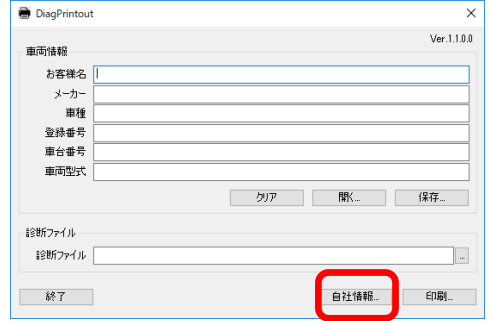 DiagPrintout
Ver.1.1.0.0
車両情報
お客様名
メーカー
車種
登録番号
車台番号
車両型式
クリア 開く... 保存...
診断ファイル
診断ファイル ...
終了 自社情報... 印刷...